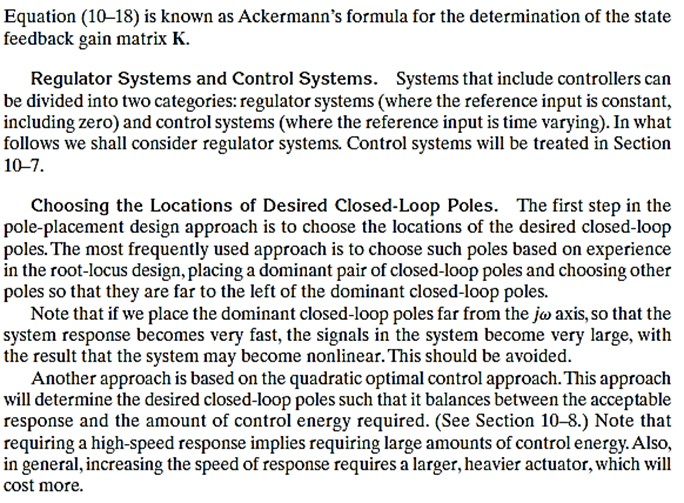 Equation (10–18) is known as Ackermann's formula for the determination of the state
feedback gain matrix K.
Regulator Systems and Control Systems. Systems that include controllers can
be divided into two categories: regulator systems (where the reference input is constant,
including zero) and control systems (where the reference input is time varying). In what
follows we shall consider regulator systems. Control systems will be treated in Section
10–7.
Choosing the Locations of Desired Closed-Loop Poles. The first step in the
pole-placement design approach is to choose the locations of the desired closed-loop
poles. The most frequently used approach is to choose such poles based on experience
in the root-locus design, placing a dominant pair of closed-loop poles and choosing other
poles so that they are far to the left of the dominant closed-loop poles.
Note that if we place the dominant closed-loop poles far from the jω axis, so that the
system response becomes very fast, the signals in the system become very large, with
the result that the system may become nonlinear. This should be avoided.
Another approach is based on the quadratic optimal control approach. This approach
will determine the desired closed-loop poles such that it balances between the acceptable
response and the amount of control energy required. (See Section 10–8.) Note that
requiring a high-speed response implies requiring large amounts of control energy. Also,
in general, increasing the speed of response requires a larger, heavier actuator, which will
cost more.